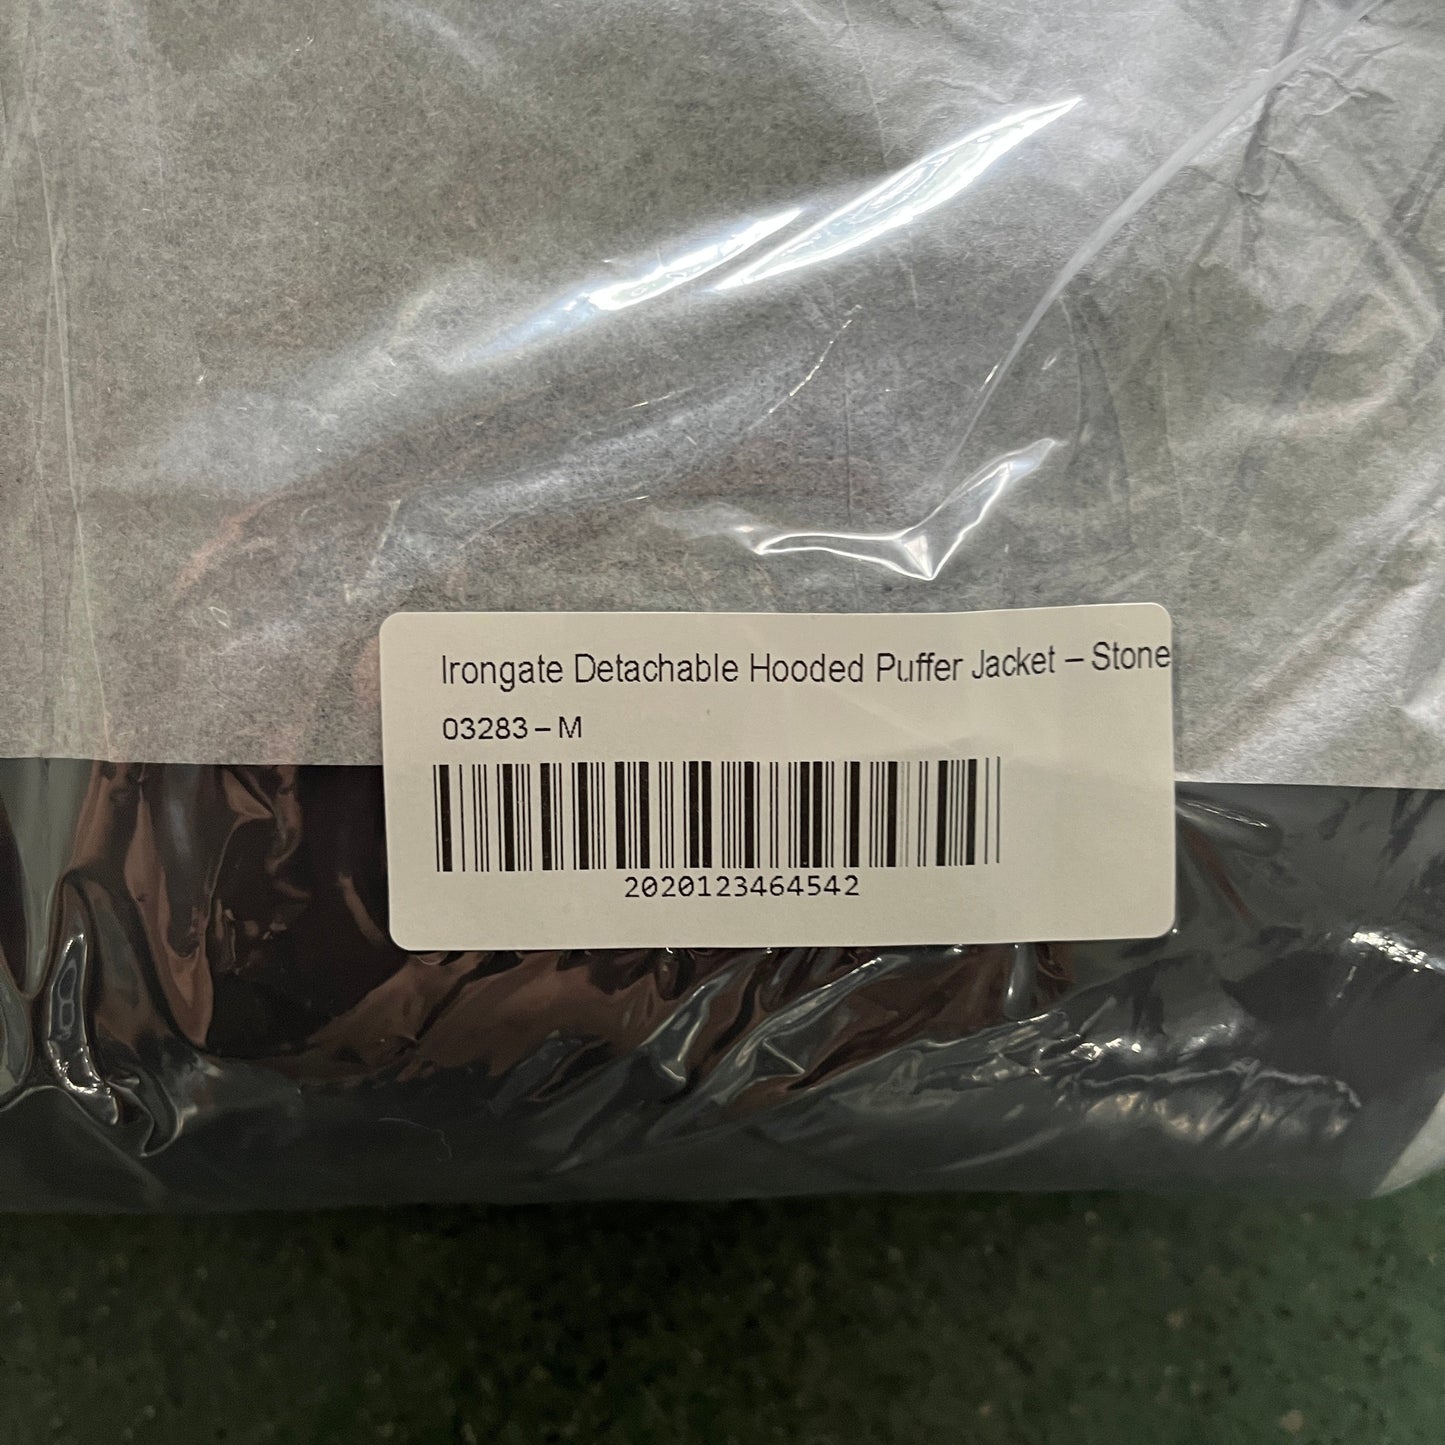 Irongate Detachable Hooded Puffer Jacket – Stone
03283 – M
2020123464542